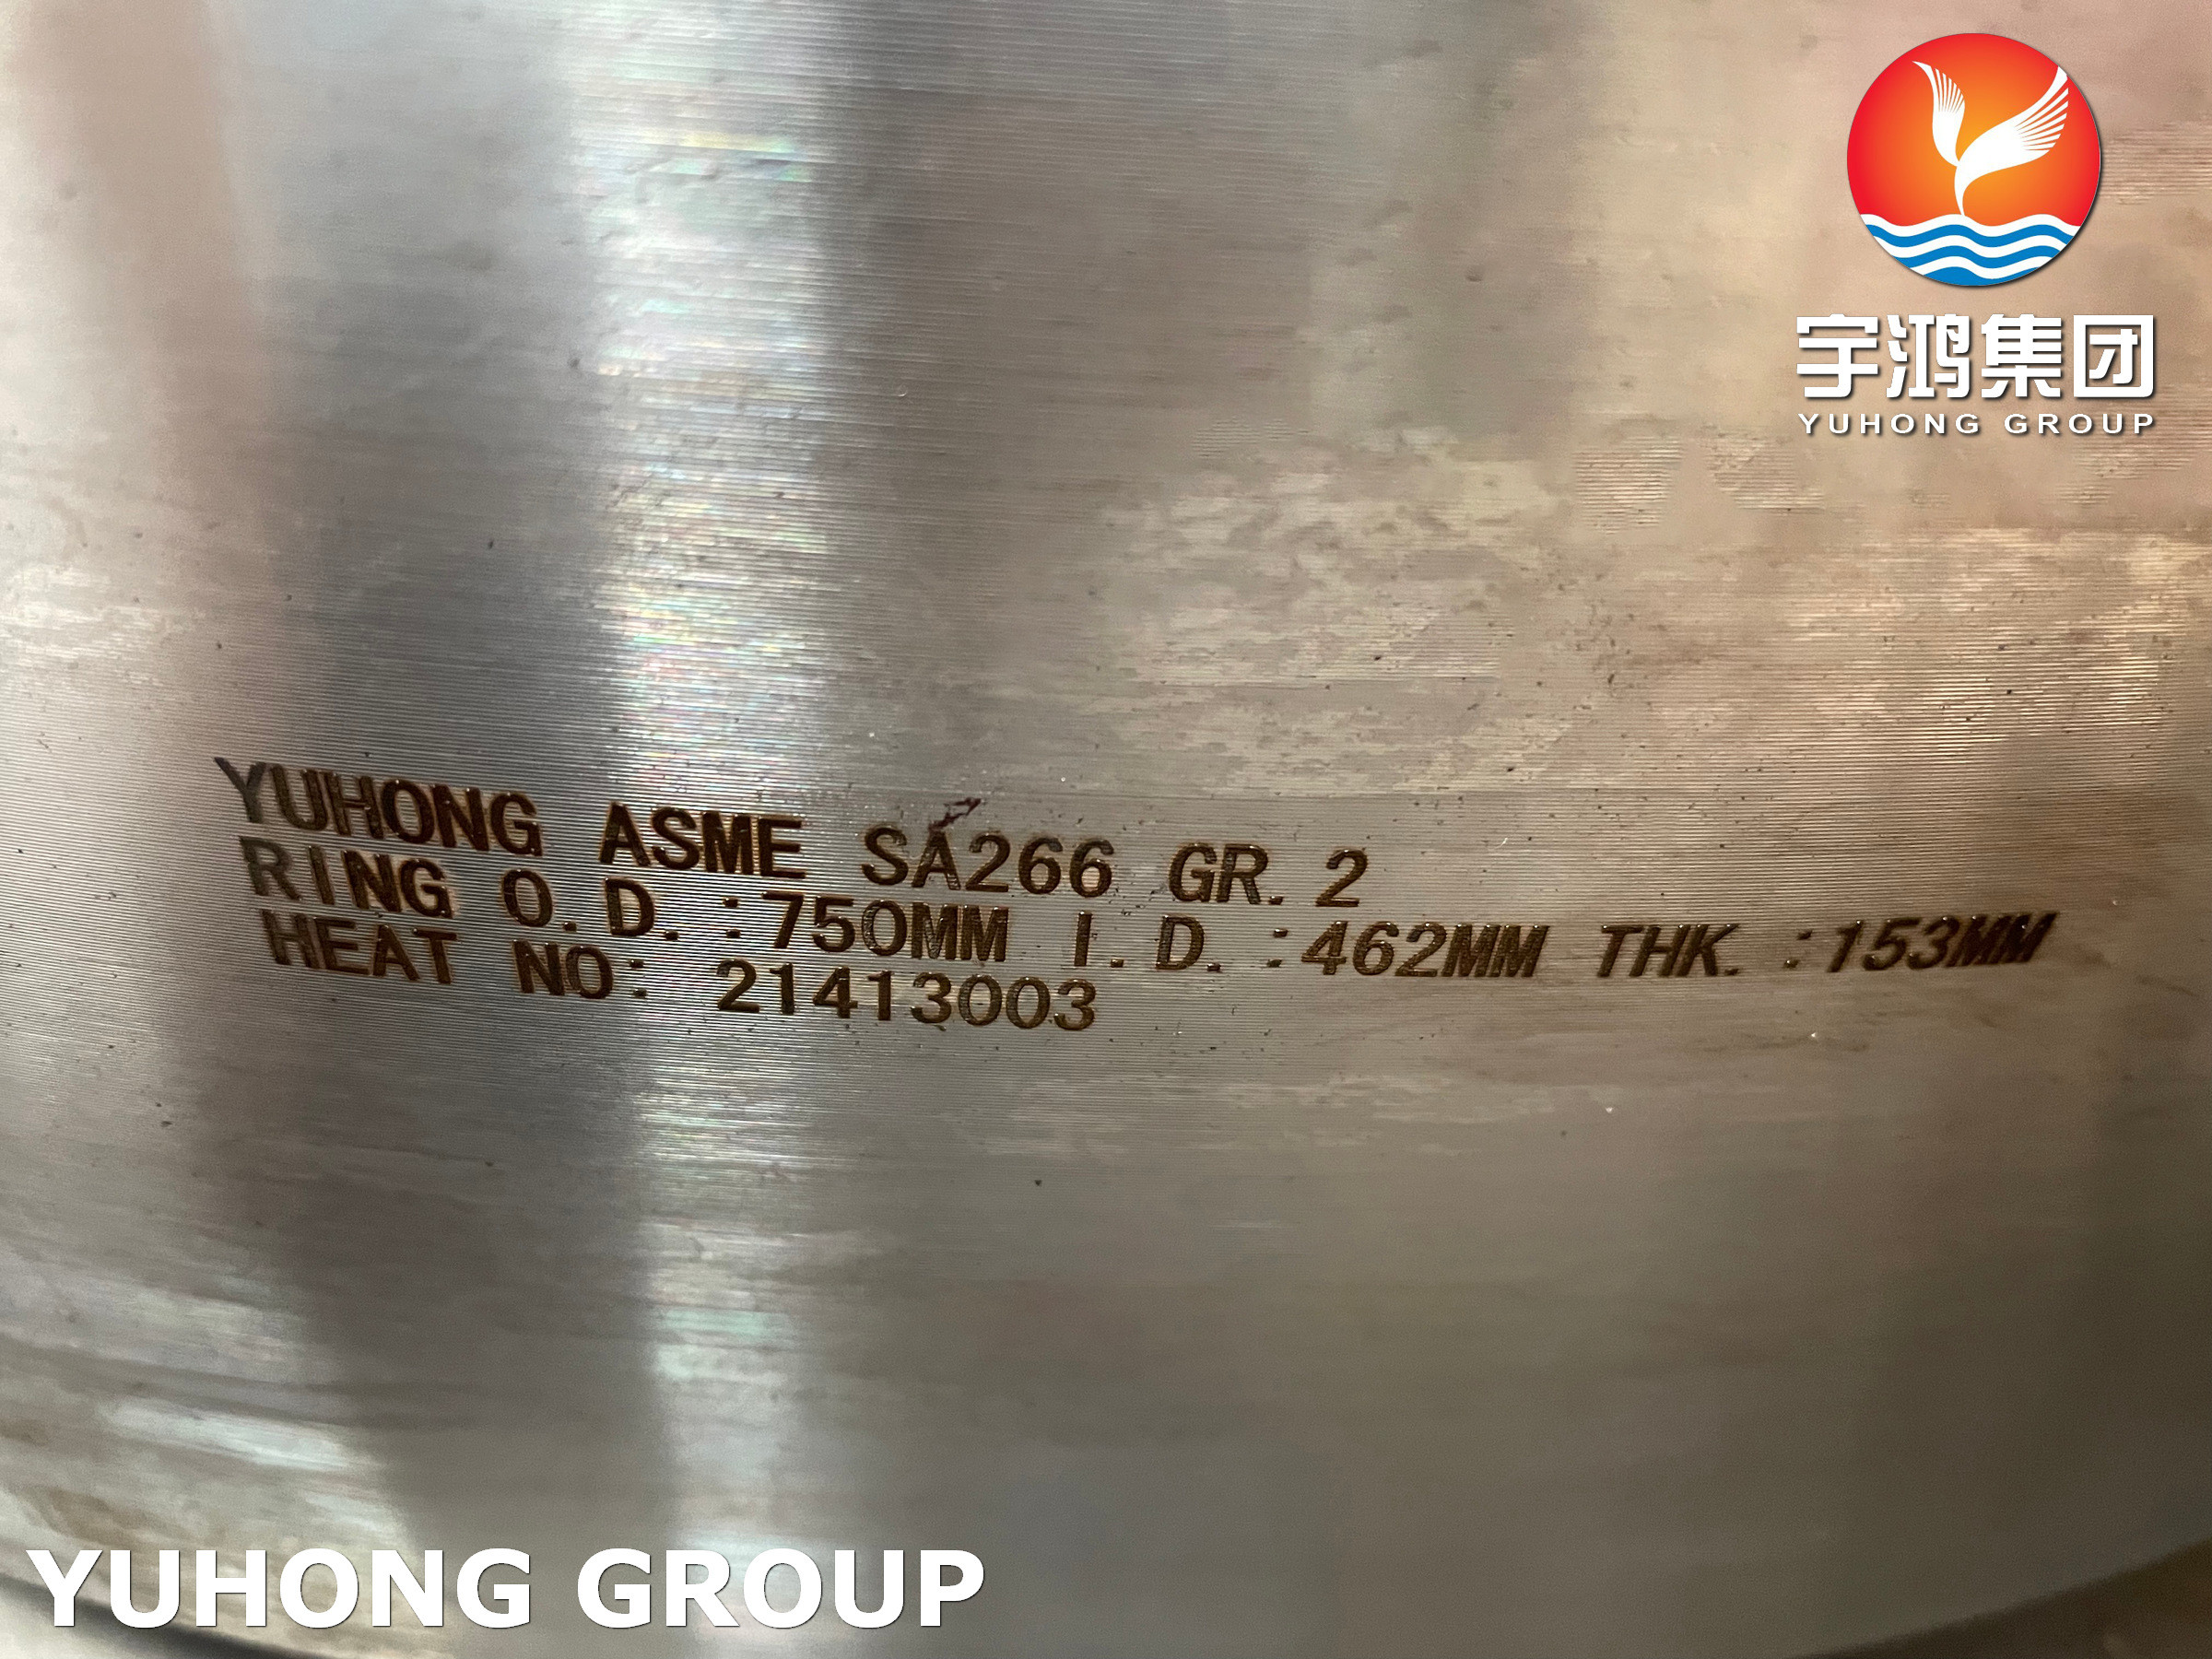 宇鸿集团
YUHONG GROUP
YUHONG ASME SA266 GR.2
RING O.D.:750MM I.D.:462MM THK.:153MM
HEAT NO: 21413003
YUHONG GROUP